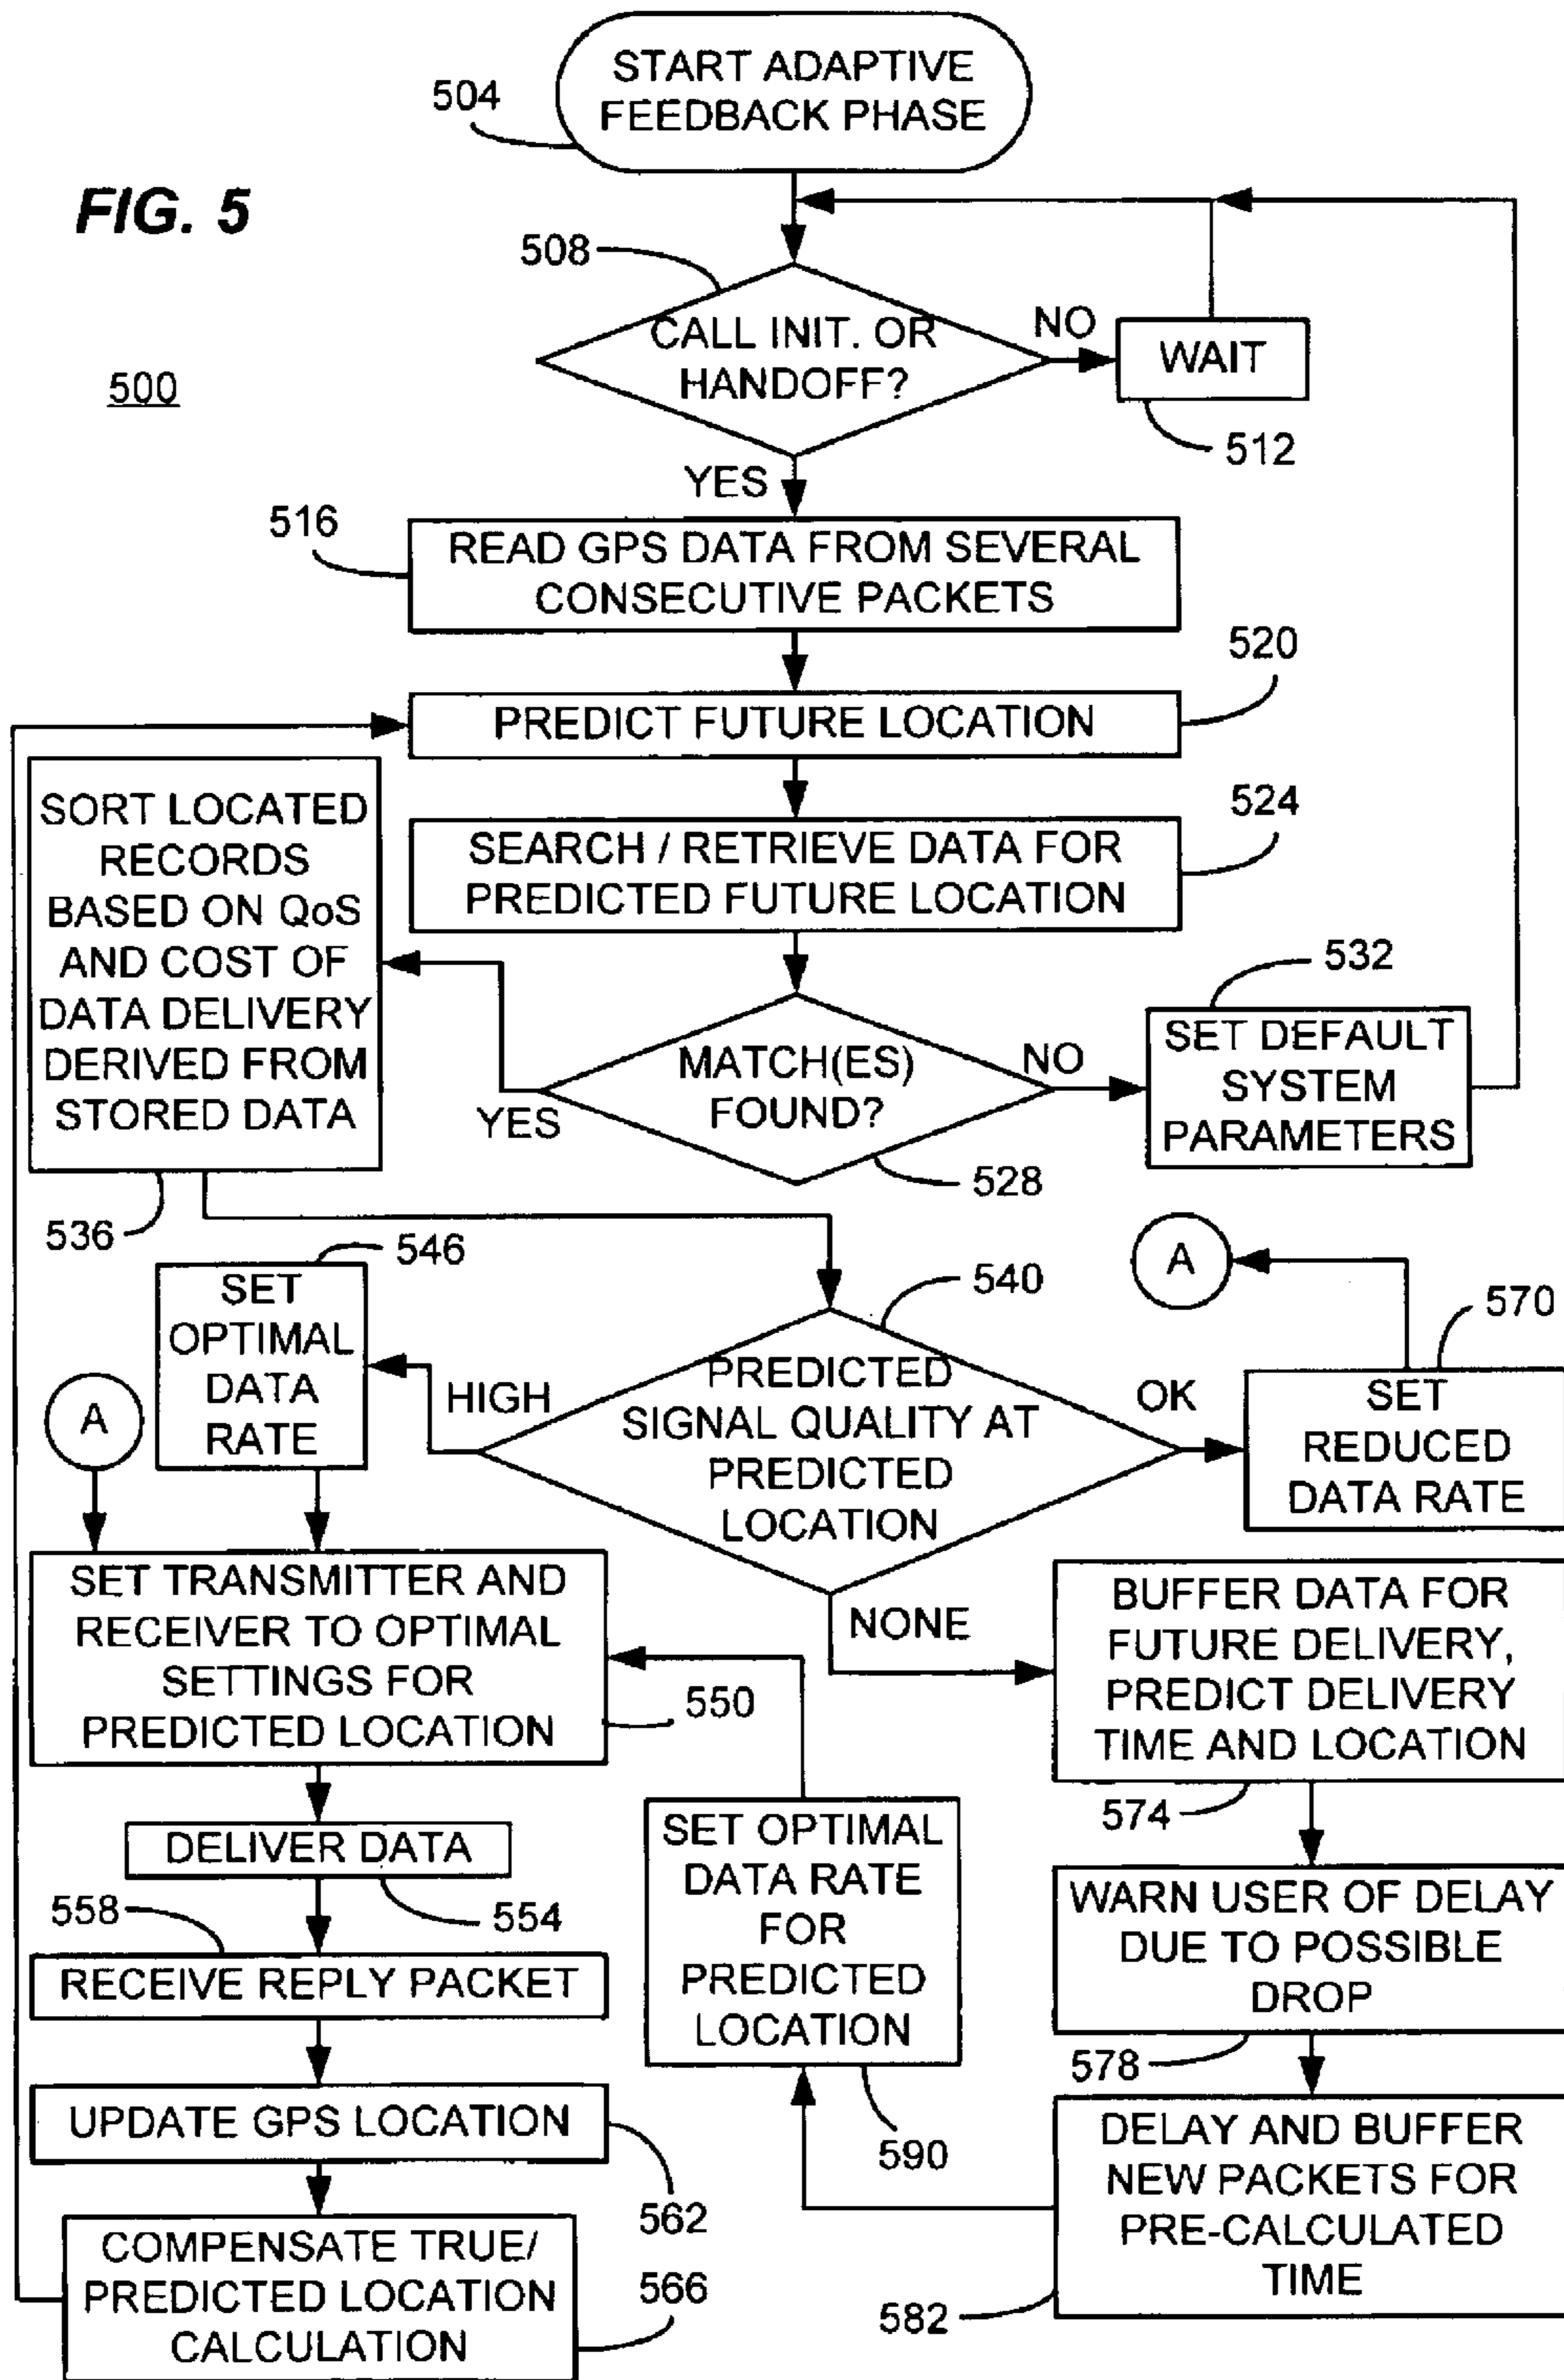 START ADAPTIVE
FEEDBACK PHASE
504
FIG. 5
500
508
CALL INIT. OR
HANDOFF?
NO
WAIT
512
YES
516
READ GPS DATA FROM SEVERAL
CONSECUTIVE PACKETS
520
PREDICT FUTURE LOCATION
524
SEARCH / RETRIEVE DATA FOR
PREDICTED FUTURE LOCATION
SORT LOCATED
RECORDS
BASED ON QoS
AND COST OF
DATA DELIVERY
DERIVED FROM
STORED DATA
536
MATCH(ES)
FOUND?
YES
NO
528
532
SET DEFAULT
SYSTEM
PARAMETERS
546
SET
OPTIMAL
DATA
RATE
A
540
PREDICTED
SIGNAL QUALITY AT
PREDICTED
LOCATION
HIGH
OK
NONE
A
570
SET
REDUCED
DATA RATE
SET TRANSMITTER AND
RECEIVER TO OPTIMAL
SETTINGS FOR
PREDICTED LOCATION
550
BUFFER DATA FOR
FUTURE DELIVERY,
PREDICT DELIVERY
TIME AND LOCATION
574
DELIVER DATA
554
558
RECEIVE REPLY PACKET
SET OPTIMAL
DATA RATE
FOR
PREDICTED
LOCATION
590
WARN USER OF DELAY
DUE TO POSSIBLE
DROP
578
UPDATE GPS LOCATION
562
DELAY AND BUFFER
NEW PACKETS FOR
PRE-CALCULATED
TIME
582
COMPENSATE TRUE/
PREDICTED LOCATION
CALCULATION
566